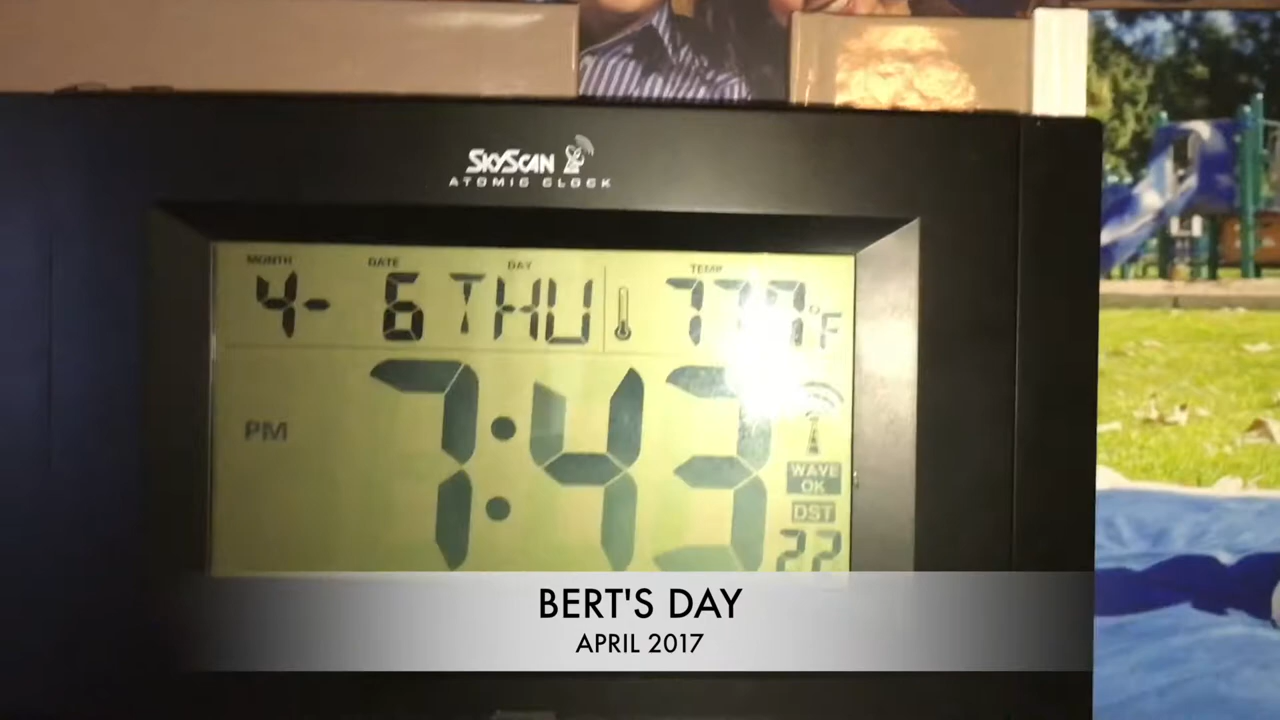 SKYSCAN
ATOMIC CLOCK
MONTH DATE DAY TEMP
4- 6 THU °F
PM 7:43
WAVE
OK
DST
22
BERT'S DAY
APRIL 2017